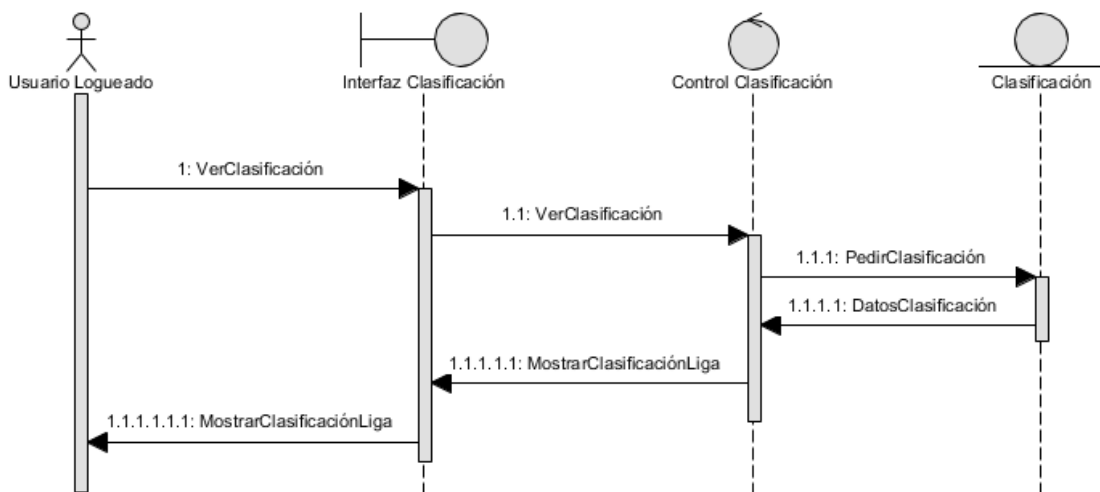 Usuario Logueado
Interfaz Clasificación
Control Clasificación
Clasificación
1: VerClasificación
1.1: VerClasificación
1.1.1: PedirClasificación
1.1.1.1: DatosClasificación
1.1.1.1.1: MostrarClasificaciónLiga
1.1.1.1.1.1: MostrarClasificaciónLiga